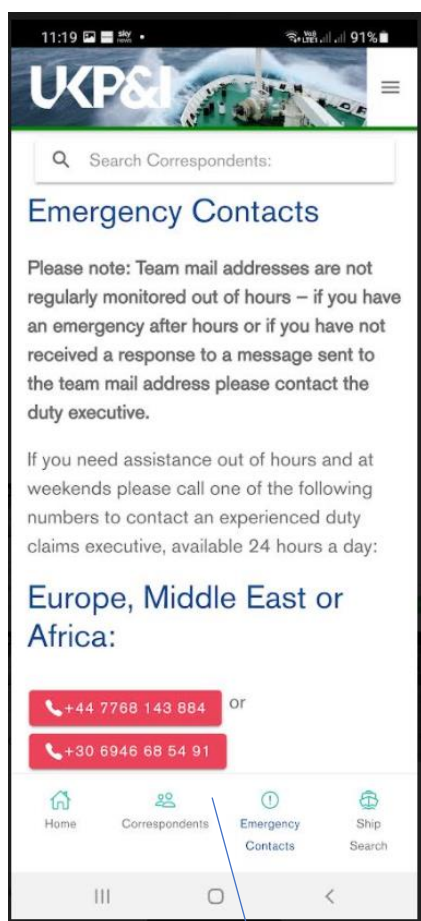 11:19 sky news VoI) LTE1 91%
UKP&I
Search Correspondents:
Emergency Contacts
Please note: Team mail addresses are not
regularly monitored out of hours – if you have
an emergency after hours or if you have not
received a response to a message sent to
the team mail address please contact the
duty executive.
If you need assistance out of hours and at
weekends please call one of the following
numbers to contact an experienced duty
claims executive, available 24 hours a day:
Europe, Middle East or
Africa:
+44 7768 143 884 or
+30 6946 68 54 91
Home Correspondents Emergency Ship
Contacts Search